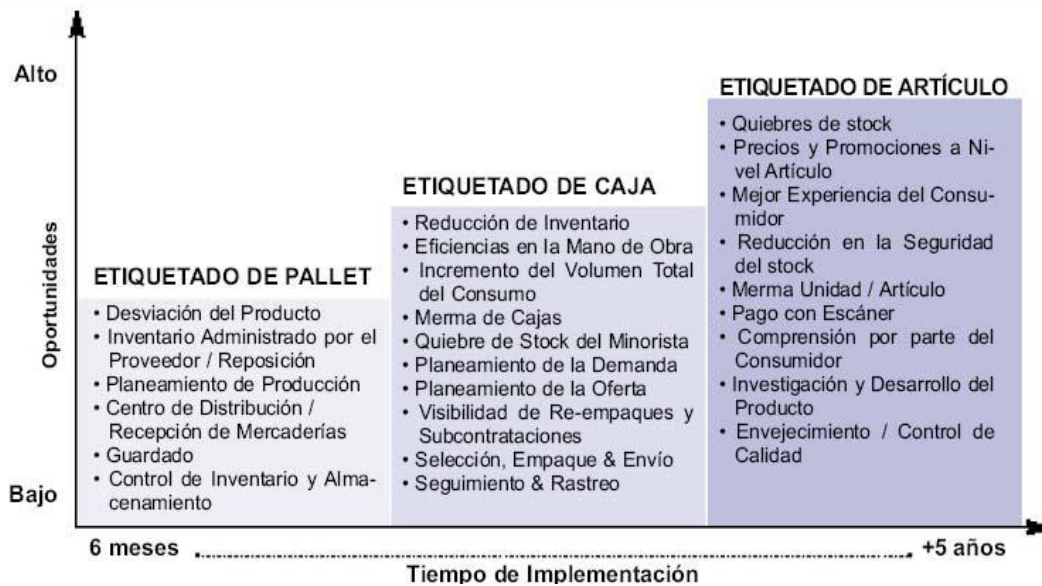 Alto
Oportunidades
Bajo
ETIQUETADO DE PALLET
• Desviación del Producto
• Inventario Administrado por el
Proveedor / Reposición
• Planeamiento de Producción
• Centro de Distribución /
Recepción de Mercaderías
• Guardado
• Control de Inventario y Alma-
cenamiento
ETIQUETADO DE CAJA
• Reducción de Inventario
• Eficiencias en la Mano de Obra
• Incremento del Volumen Total
del Consumo
• Merma de Cajas
• Quiebre de Stock del Minorista
• Planeamiento de la Demanda
• Planeamiento de la Oferta
• Visibilidad de Re-empaques y
Subcontrataciones
• Selección, Empaque & Envío
• Seguimiento & Rastreo
ETIQUETADO DE ARTÍCULO
• Quiebres de stock
• Precios y Promociones a Ni-
vel Artículo
• Mejor Experiencia del Consu-
midor
• Reducción en la Seguridad
del stock
• Merma Unidad / Artículo
• Pago con Escáner
• Comprensión por parte del
Consumidor
• Investigación y Desarrollo del
Producto
• Envejecimiento / Control de
Calidad
6 meses
+5 años
Tiempo de Implementación